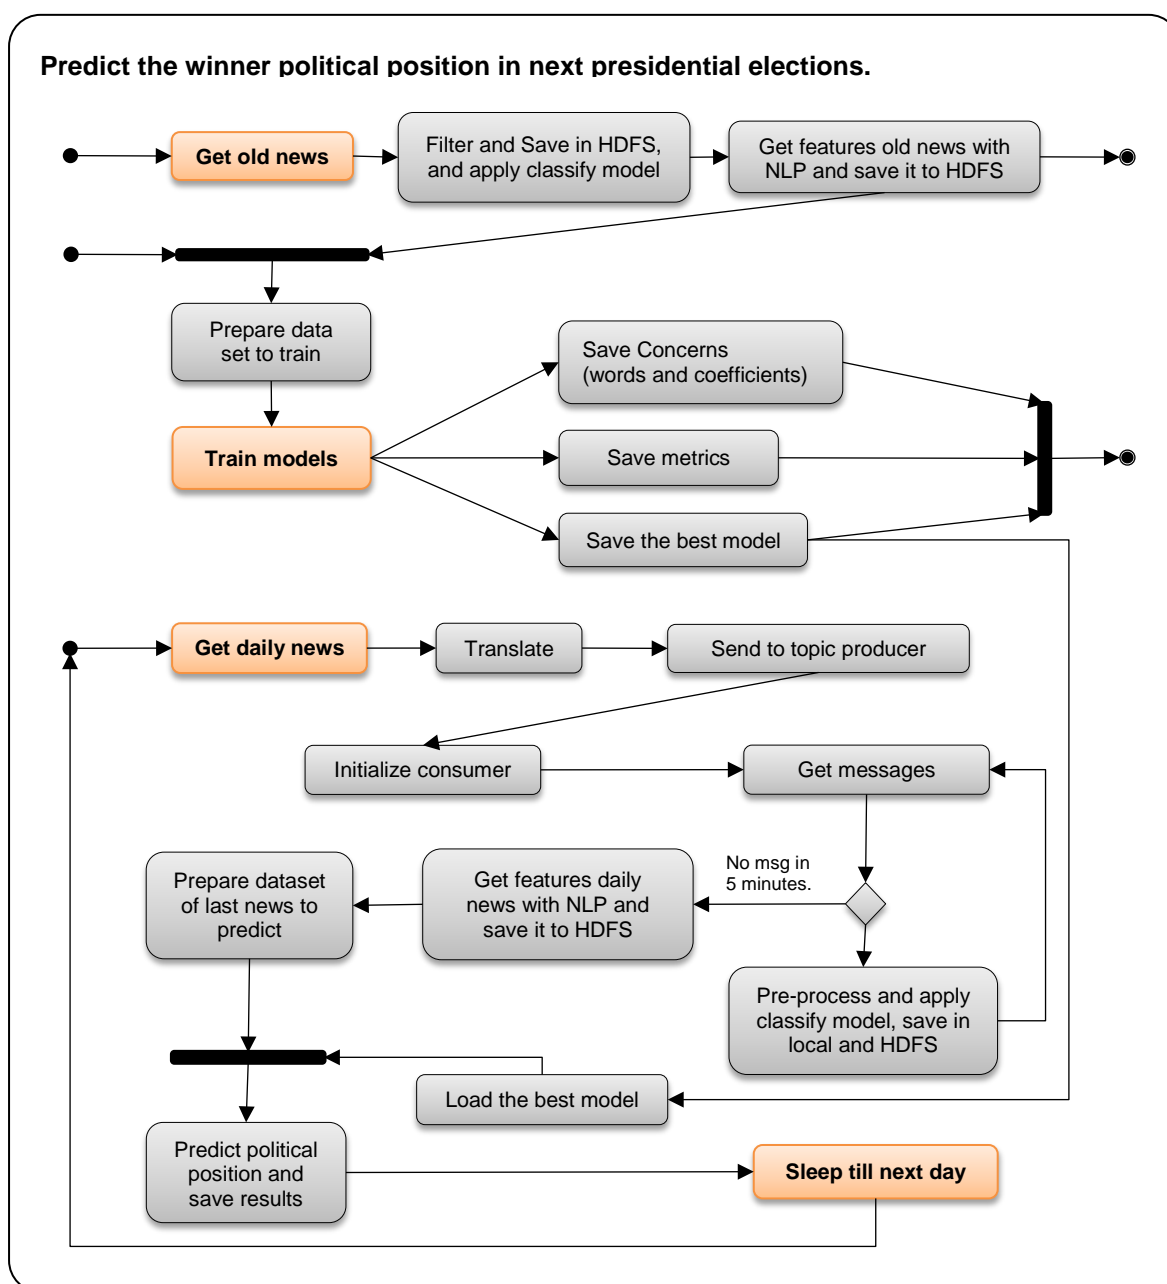 Predict the winner political position in next presidential elections.
Get old news
Filter and Save in HDFS,
and apply classify model
Get features old news with
NLP and save it to HDFS
Prepare data
set to train
Save Concerns
(words and coefficients)
Train models
Save metrics
Save the best model
Get daily news
Translate
Send to topic producer
Initialize consumer
Get messages
No msg in
5 minutes.
Get features daily
news with NLP and
save it to HDFS
Prepare dataset
of last news to
predict
Pre-process and apply
classify model, save in
local and HDFS
Load the best model
Predict political
position and
save results
Sleep till next day